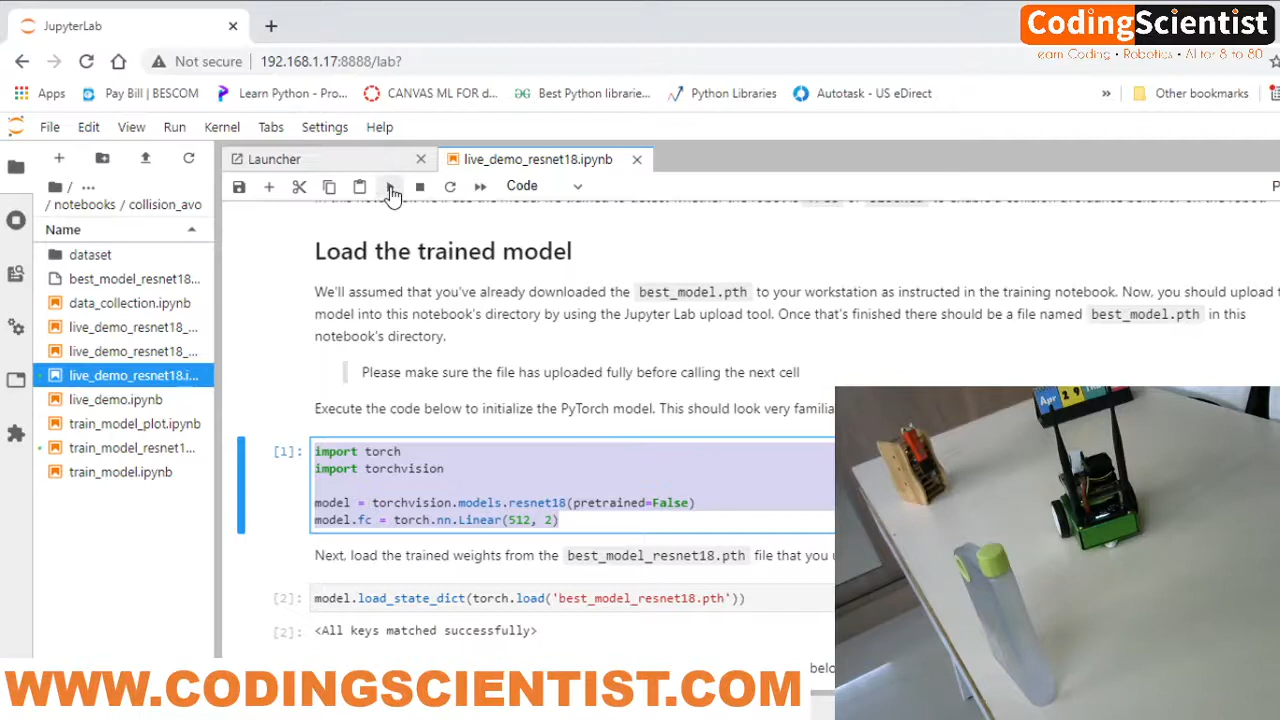 JupyterLab
CodingScientist
earn Coding • Robotics • AI for 8 to 80
Not secure 192.168.1.17:8888/lab?
Apps Pay Bill | BESCOM Learn Python - Pro... CANVAS ML FOR d... Best Python librarie... Python Libraries Autotask - US eDirect » Other bookmarks
File Edit View Run Kernel Tabs Settings Help
Launcher live_demo_resnet18.ipynb
/ ...
Code
/ notebooks / collision_avo
Name
dataset
best_model_resnet18...
data_collection.ipynb
live_demo_resnet18_...
live_demo_resnet18_...
live_demo_resnet18.i...
live_demo.ipynb
train_model_plot.ipynb
train_model_resnet1...
train_model.ipynb
Load the trained model
We'll assumed that you've already downloaded the best_model.pth to your workstation as instructed in the training notebook. Now, you should upload t
model into this notebook's directory by using the Jupyter Lab upload tool. Once that's finished there should be a file named best_model.pth in this
notebook's directory.
Please make sure the file has uploaded fully before calling the next cell
Execute the code below to initialize the PyTorch model. This should look very familia
[1]: import torch
import torchvision
model = torchvision.models.resnet18(pretrained=False)
model.fc = torch.nn.Linear(512, 2)
Next, load the trained weights from the best_model_resnet18.pth file that you u
[2]: model.load_state_dict(torch.load('best_model_resnet18.pth'))
[2]: <All keys matched successfully>
belo
Apr 29
WWW.CODINGSCIENTIST.COM